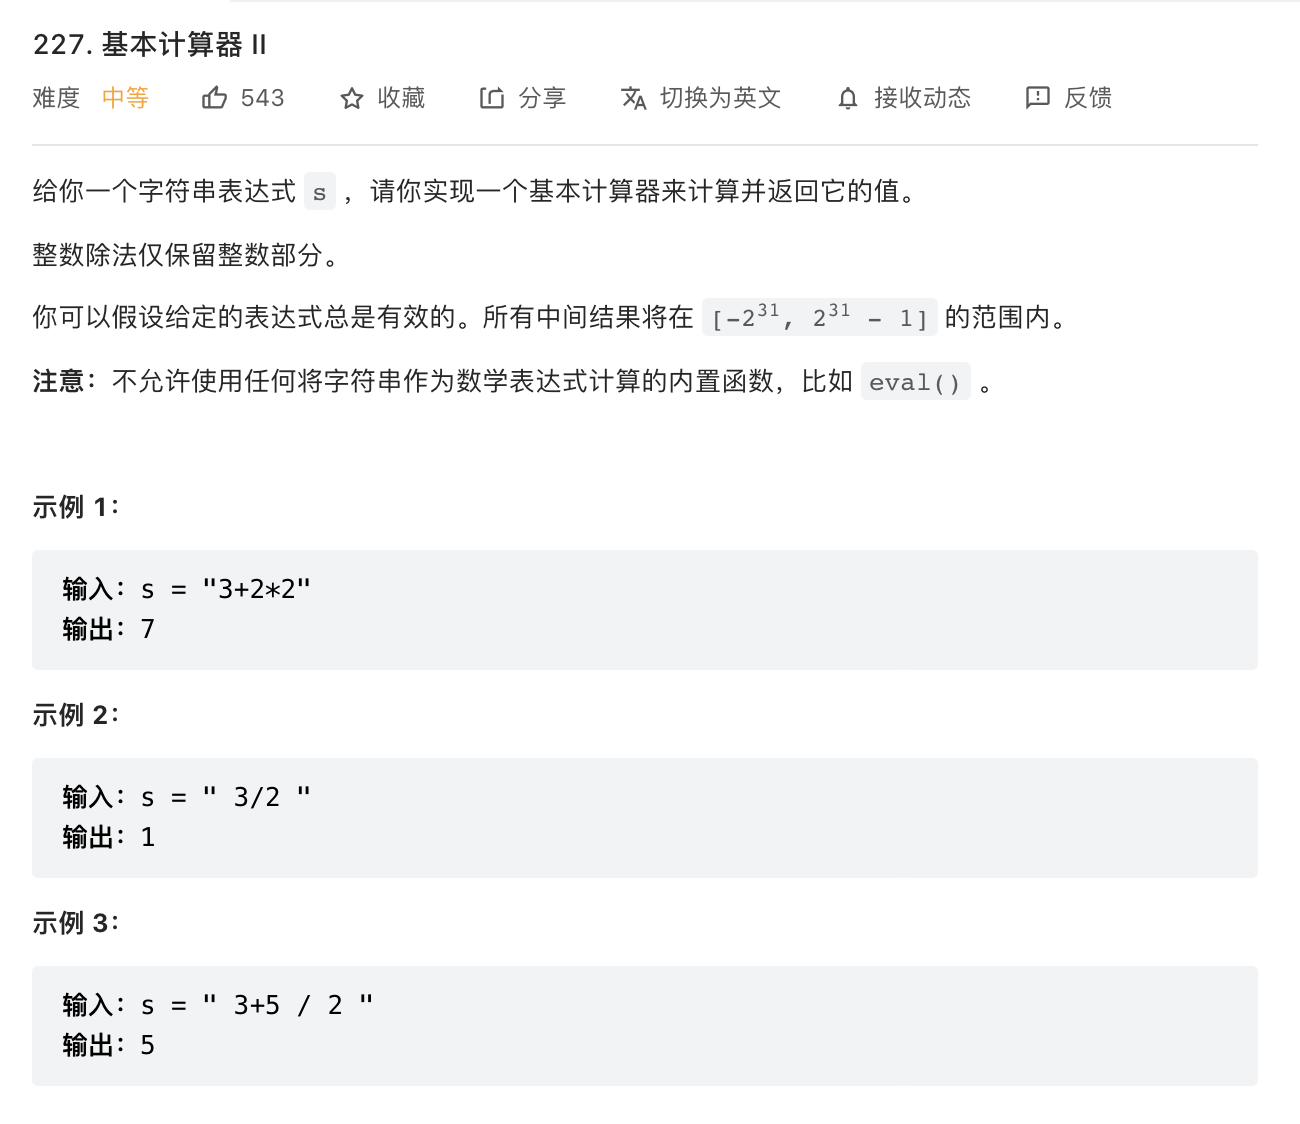 227. 基本计算器 II
难度 中等 543 收藏 分享 切换为英文 接收动态 反馈
给你一个字符串表达式 s ，请你实现一个基本计算器来计算并返回它的值。
整数除法仅保留整数部分。
你可以假设给定的表达式总是有效的。所有中间结果将在 [-2³¹, 2³¹ - 1] 的范围内。
注意：不允许使用任何将字符串作为数学表达式计算的内置函数，比如 eval() 。
示例 1：
输入：s = "3+2*2"
输出：7
示例 2：
输入：s = " 3/2 "
输出：1
示例 3：
输入：s = " 3+5 / 2 "
输出：5